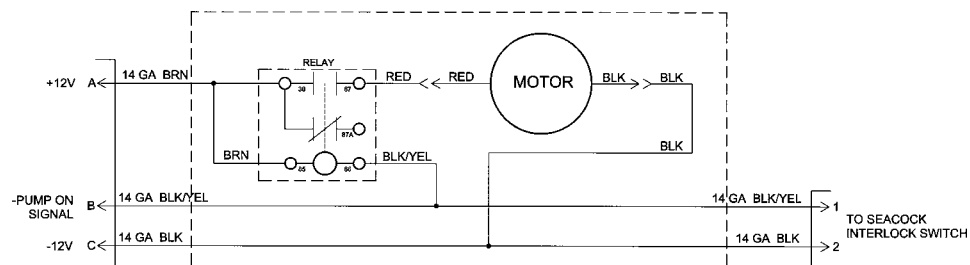 RELAY
+12V A 14 GA BRN
30 87
RED RED
MOTOR
BLK BLK
87A
BRN
85 86
BLK/YEL
BLK
-PUMP ON
SIGNAL
B 14 GA BLK/YEL
14 GA BLK/YEL 1
TO SEACOCK
INTERLOCK SWITCH
-12V C 14 GA BLK
14 GA BLK 2